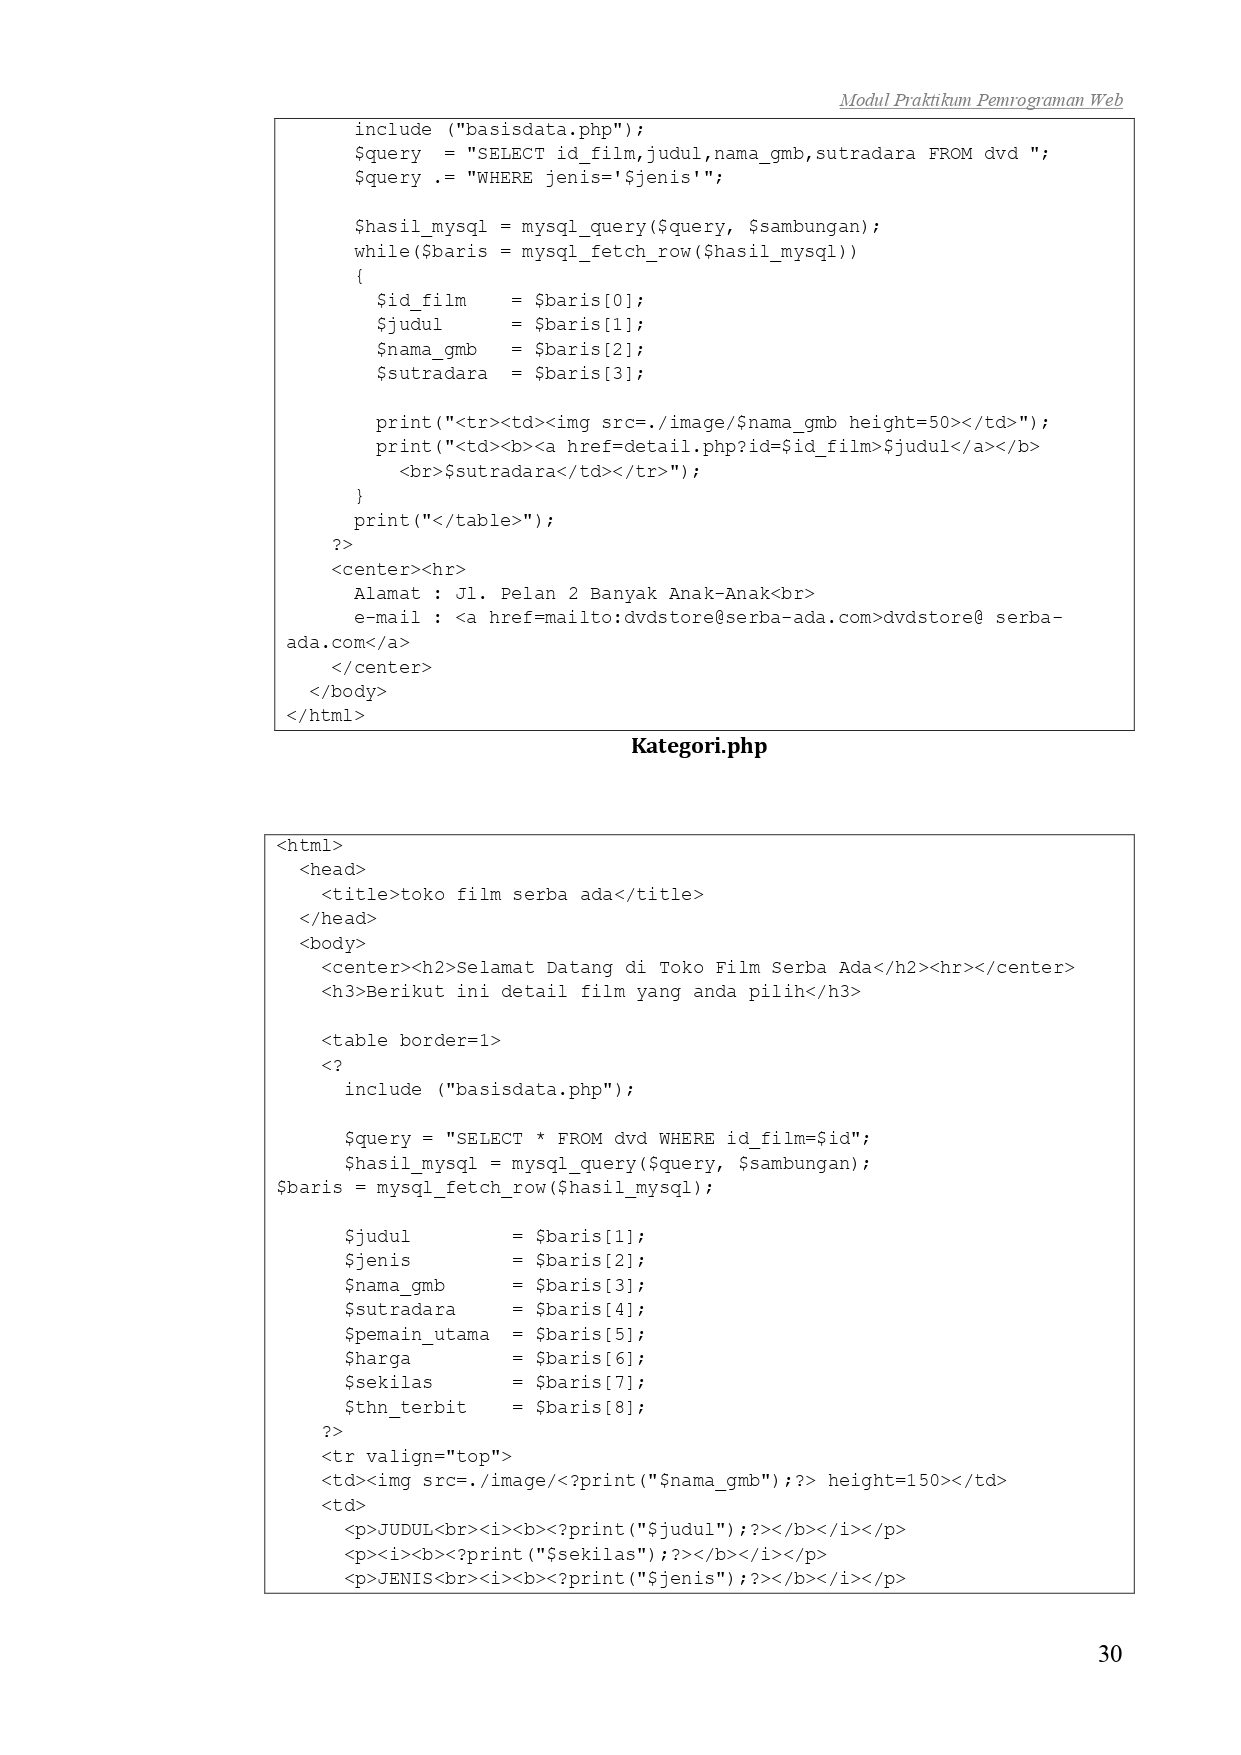 Modul Praktikum Pemrograman Web
      include ("basisdata.php");
      $query  = "SELECT id_film,judul,nama_gmb,sutradara FROM dvd ";
      $query .= "WHERE jenis='$jenis'";

      $hasil_mysql = mysql_query($query, $sambungan);
      while($baris = mysql_fetch_row($hasil_mysql))
      {
        $id_film    = $baris[0];
        $judul      = $baris[1];
        $nama_gmb   = $baris[2];
        $sutradara  = $baris[3];

        print("<tr><td><img src=./image/$nama_gmb height=50></td>");
        print("<td><b><a href=detail.php?id=$id_film>$judul</a></b>
          <br>$sutradara</td></tr>");
      }
      print("</table>");
    ?>
    <center><hr>
      Alamat : Jl. Pelan 2 Banyak Anak-Anak<br>
      e-mail : <a href=mailto:dvdstore@serba-ada.com>dvdstore@ serba-
ada.com</a>
    </center>
  </body>
</html>
Kategori.php
<html>
  <head>
    <title>toko film serba ada</title>
  </head>
  <body>
    <center><h2>Selamat Datang di Toko Film Serba Ada</h2><hr></center>
    <h3>Berikut ini detail film yang anda pilih</h3>

    <table border=1>
    <?
      include ("basisdata.php");

      $query = "SELECT * FROM dvd WHERE id_film=$id";
      $hasil_mysql = mysql_query($query, $sambungan);
$baris = mysql_fetch_row($hasil_mysql);

      $judul         = $baris[1];
      $jenis         = $baris[2];
      $nama_gmb      = $baris[3];
      $sutradara     = $baris[4];
      $pemain_utama  = $baris[5];
      $harga         = $baris[6];
      $sekilas       = $baris[7];
      $thn_terbit    = $baris[8];
    ?>
    <tr valign="top">
    <td><img src=./image/<?print("$nama_gmb");?> height=150></td>
    <td>
      <p>JUDUL<br><i><b><?print("$judul");?></b></i></p>
      <p><i><b><?print("$sekilas");?></b></i></p>
      <p>JENIS<br><i><b><?print("$jenis");?></b></i></p>
30